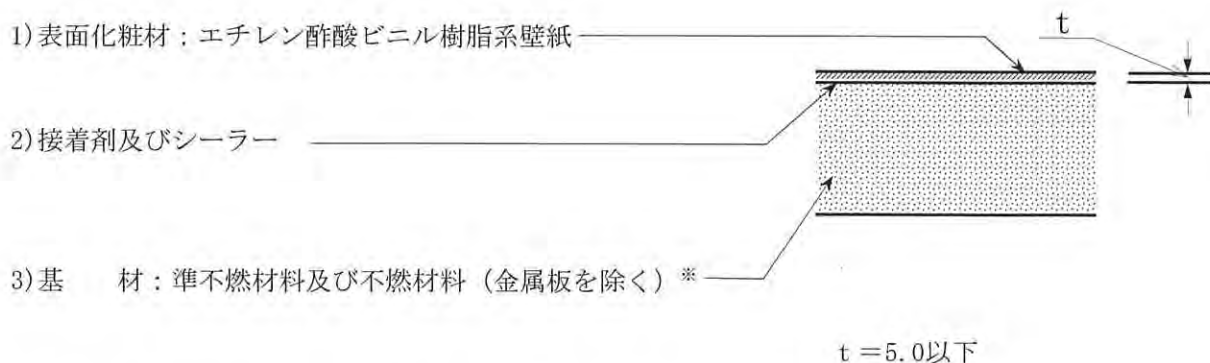 1)表面化粧材：エチレン酢酸ビニル樹脂系壁紙
t
2)接着剤及びシーラー
3)基　　材：準不燃材料及び不燃材料（金属板を除く）※
t＝5.0以下